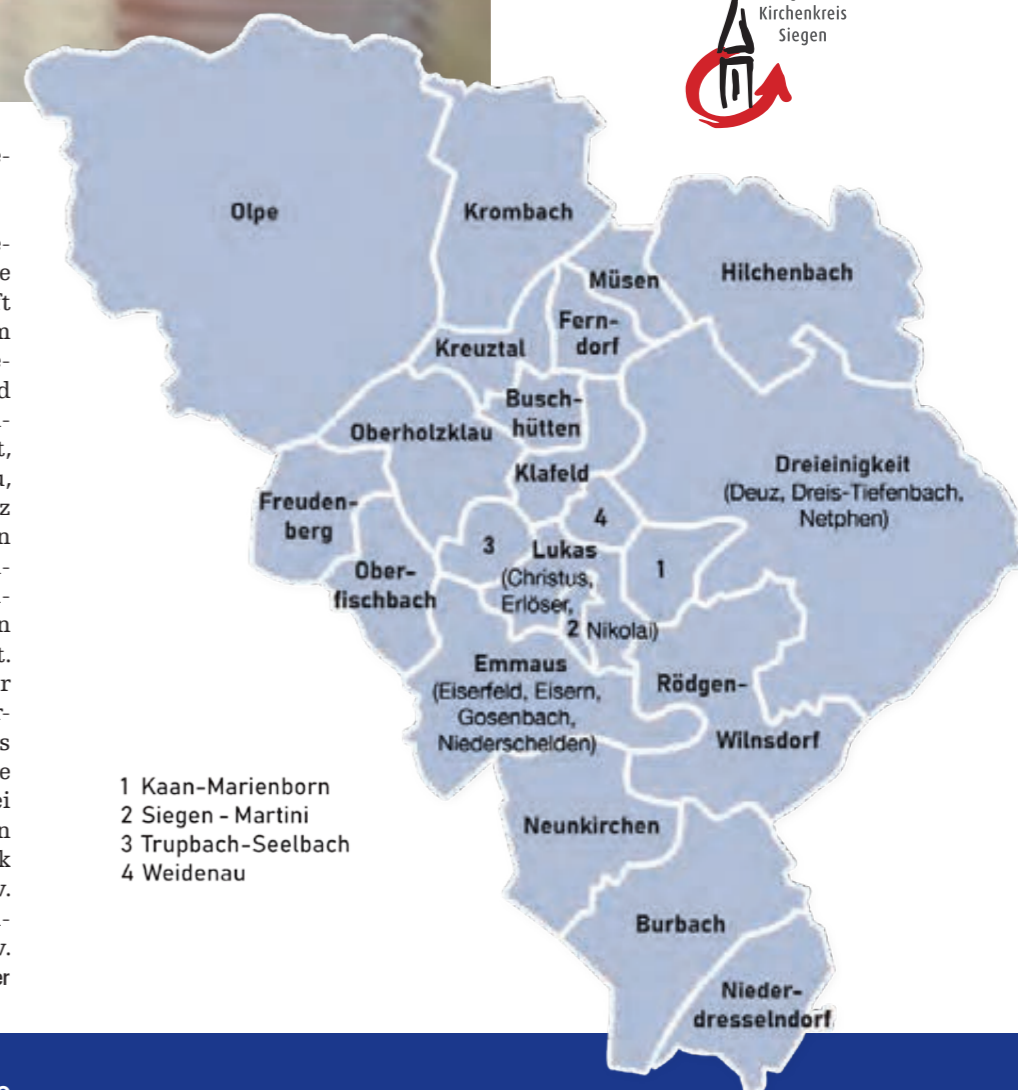 Kirchenkreis
Siegen
Olpe
Krombach
Müsen
Hilchenbach
Fern-
dorf
Kreuztal
Busch-
hütten
Oberholzklau
Klafeld
Dreieinigkeit
(Deuz, Dreis-Tiefenbach,
Netphen)
Freuden-
berg
4
3
Lukas
(Christus,
Erlöser,
2 Nikolai)
1
Ober-
fischbach
Emmaus
(Eiserfeld, Eisern,
Gosenbach,
Niederschelden)
Rödgen-
Wilnsdorf
1 Kaan-Marienborn
2 Siegen - Martini
3 Trupbach-Seelbach
4 Weidenau
Neunkirchen
Burbach
Nieder-
dresselndorf